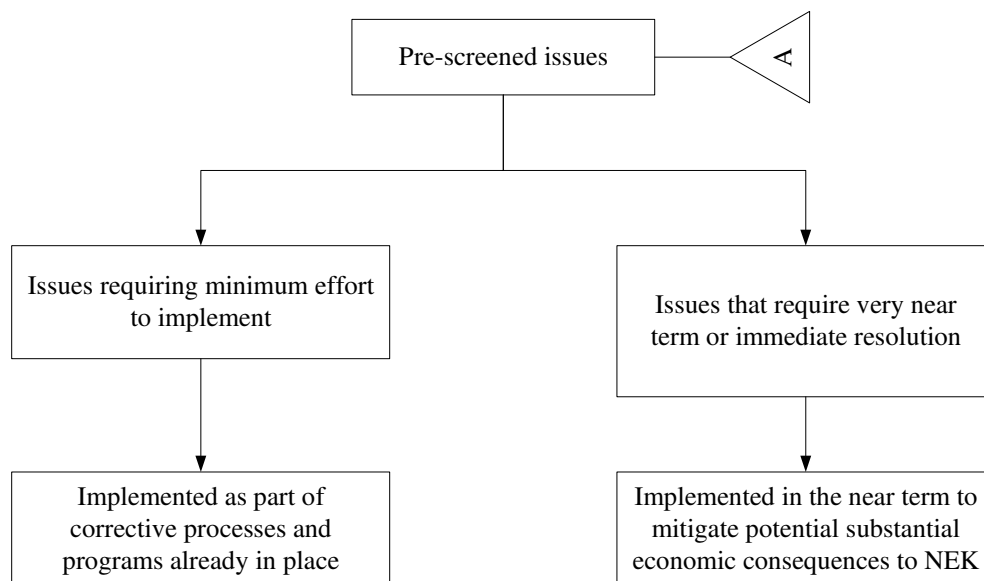 Pre-screened issues
A
Issues requiring minimum effort
to implement
Issues that require very near
term or immediate resolution
Implemented as part of
corrective processes and
programs already in place
Implemented in the near term to
mitigate potential substantial
economic consequences to NEK